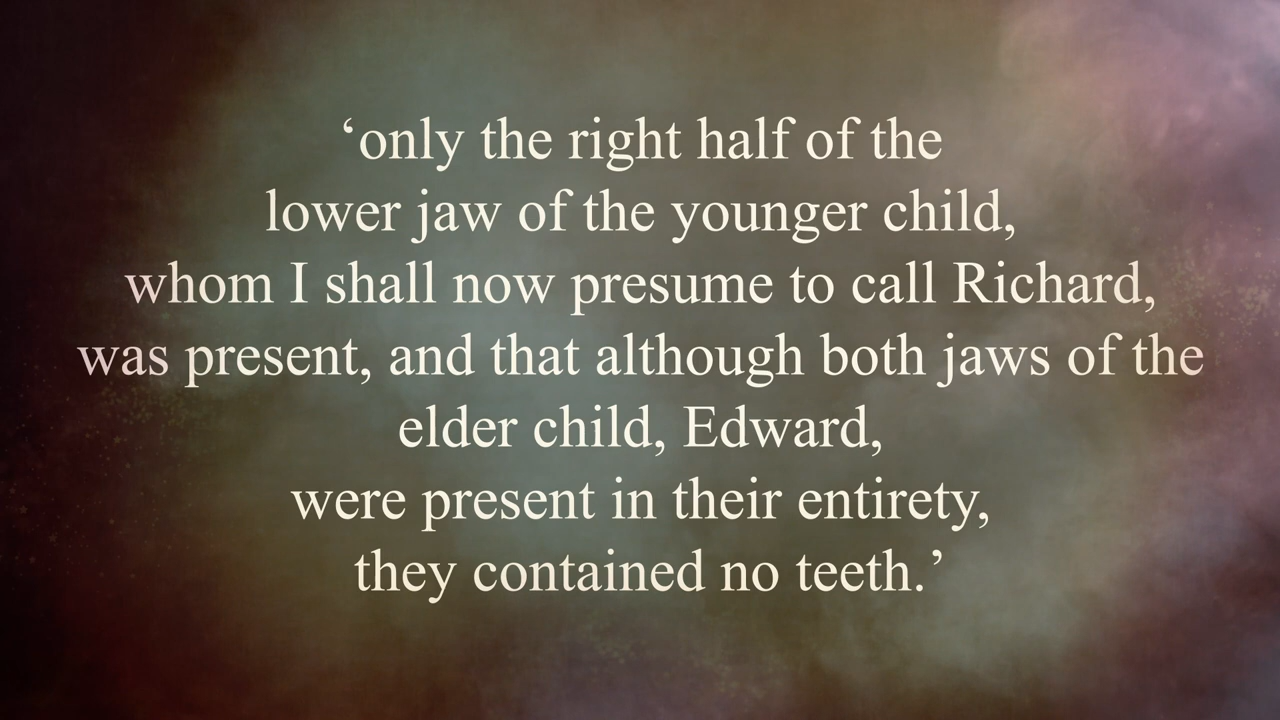 ‘only the right half of the
lower jaw of the younger child,
whom I shall now presume to call Richard,
was present, and that although both jaws of the
elder child, Edward,
were present in their entirety,
they contained no teeth.’